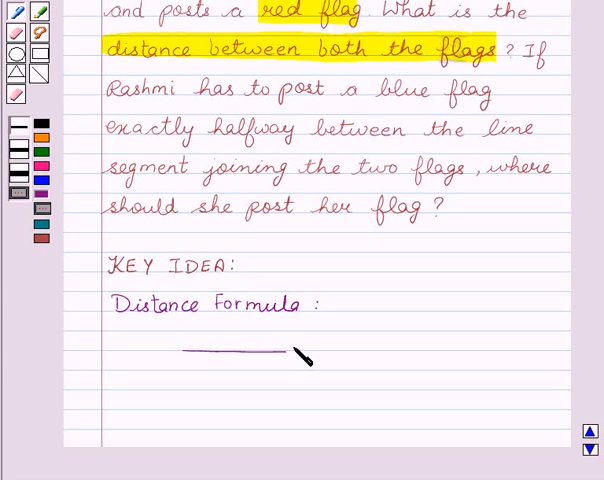 and posts a red flag. What is the
distance between both the flags? If
Rashmi has to post a blue flag
exactly halfway between the line
segment joining the two flags, where
should she post her flag?
KEY IDEA:
Distance Formula :